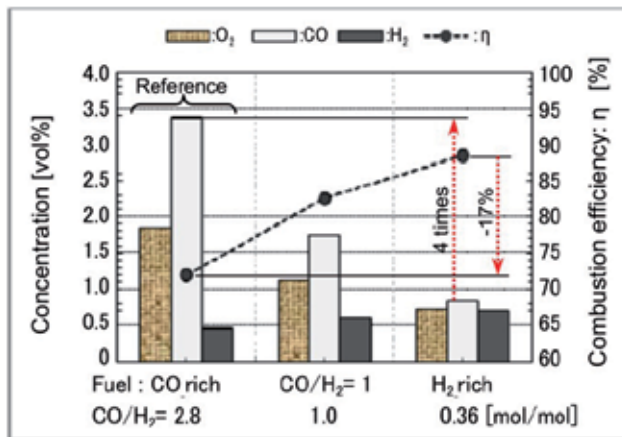 :O2 :CO :H2 :η
Concentration [vol%]
4.0
3.5
3.0
2.5
2.0
1.5
1.0
0.5
0
Reference
4 times
-17%
100
95
90
85
80
75
70
65
60
Combustion efficiency: η [%]
Fuel : CO rich CO/H2= 1 H2 rich
CO/H2= 2.8 1.0 0.36 [mol/mol]